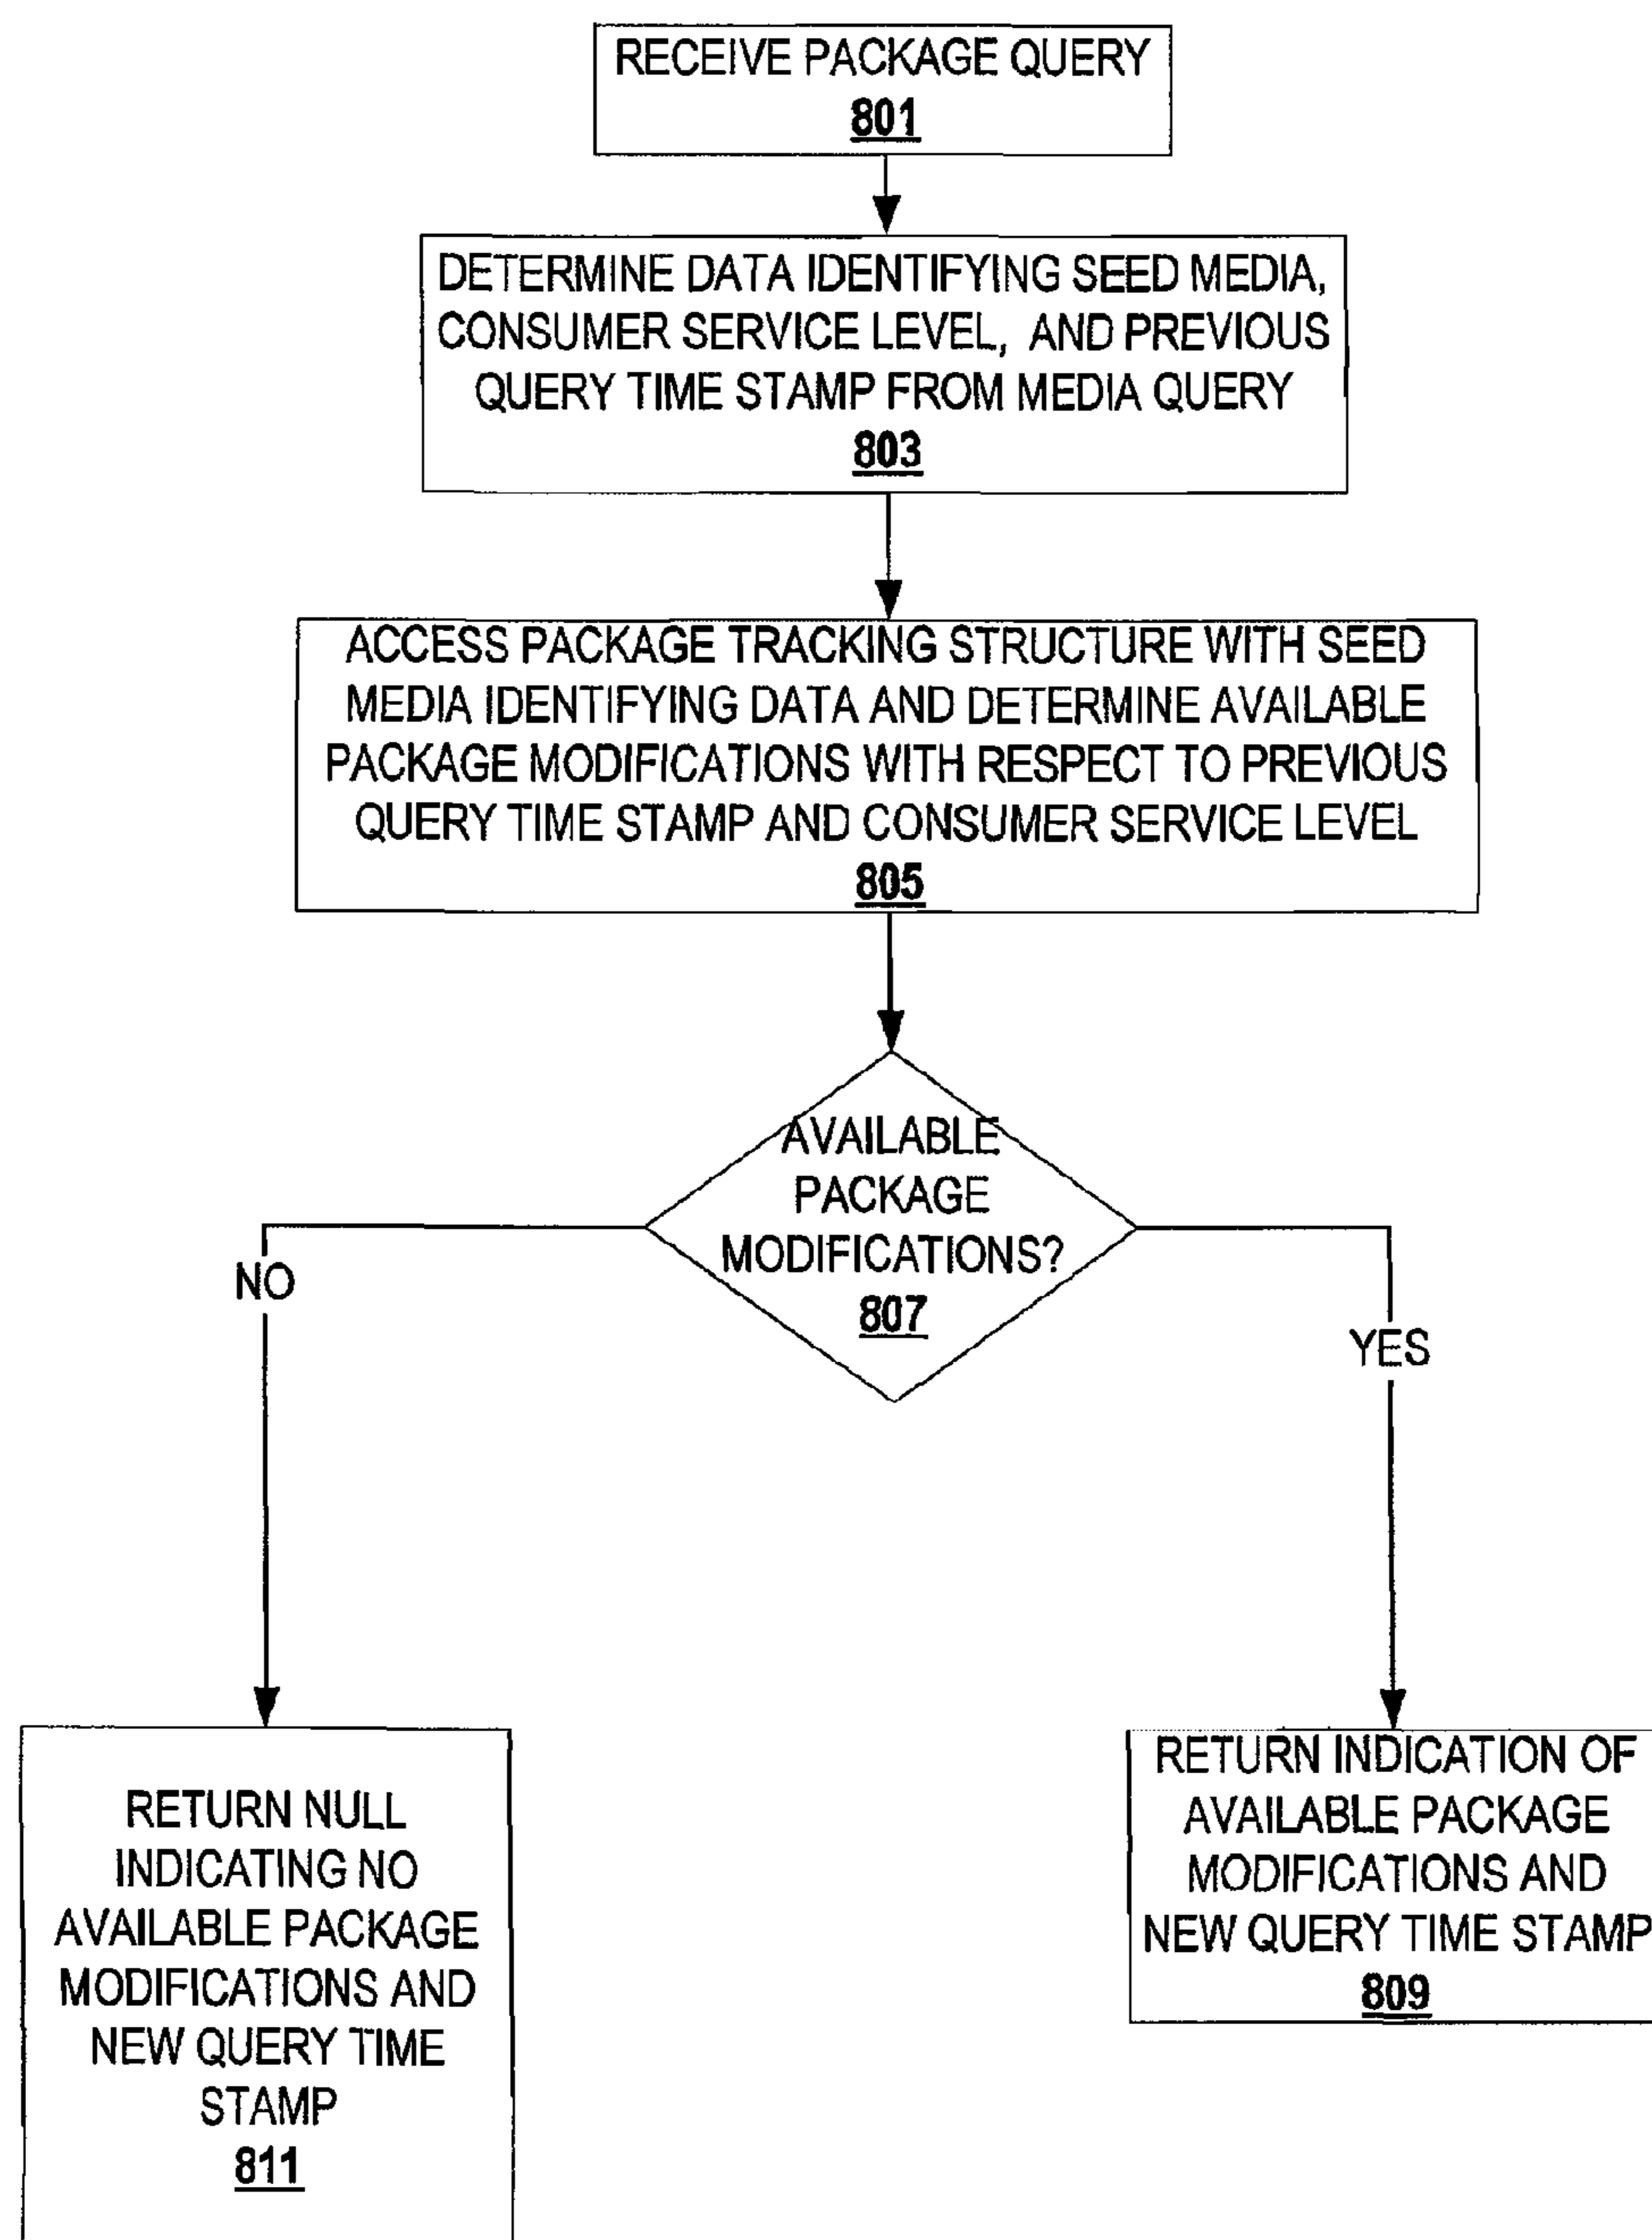 RECEIVE PACKAGE QUERY
801
DETERMINE DATA IDENTIFYING SEED MEDIA,
CONSUMER SERVICE LEVEL, AND PREVIOUS
QUERY TIME STAMP FROM MEDIA QUERY
803
ACCESS PACKAGE TRACKING STRUCTURE WITH SEED
MEDIA IDENTIFYING DATA AND DETERMINE AVAILABLE
PACKAGE MODIFICATIONS WITH RESPECT TO PREVIOUS
QUERY TIME STAMP AND CONSUMER SERVICE LEVEL
805
AVAILABLE
PACKAGE
MODIFICATIONS?
807
NO
YES
RETURN NULL
INDICATING NO
AVAILABLE PACKAGE
MODIFICATIONS AND
NEW QUERY TIME
STAMP
811
RETURN INDICATION OF
AVAILABLE PACKAGE
MODIFICATIONS AND
NEW QUERY TIME STAMP
809